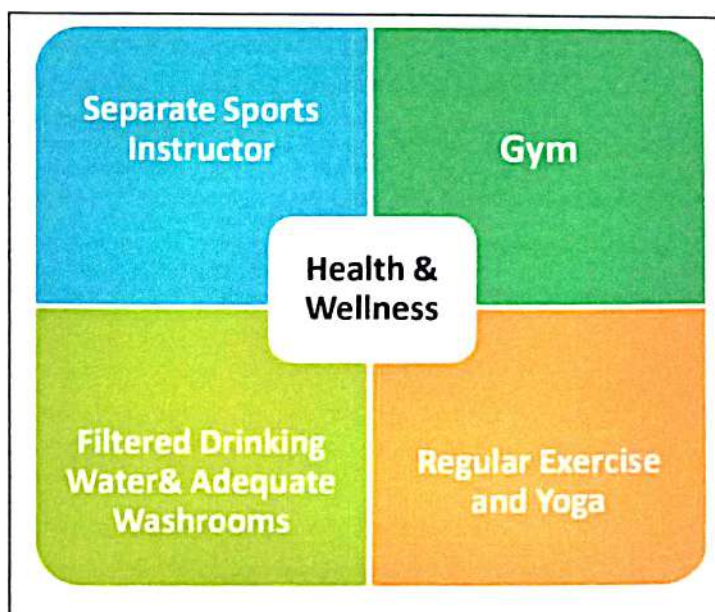 Separate Sports
Instructor
Gym
Health &
Wellness
Filtered Drinking
Water& Adequate
Washrooms
Regular Exercise
and Yoga